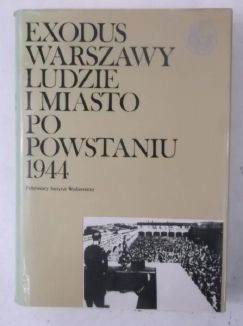 EXODUS
WARSZAWY
LUDZIE
I MIASTO
PO
POWSTANIU
1944
Państwowy Instytut Wydawniczy